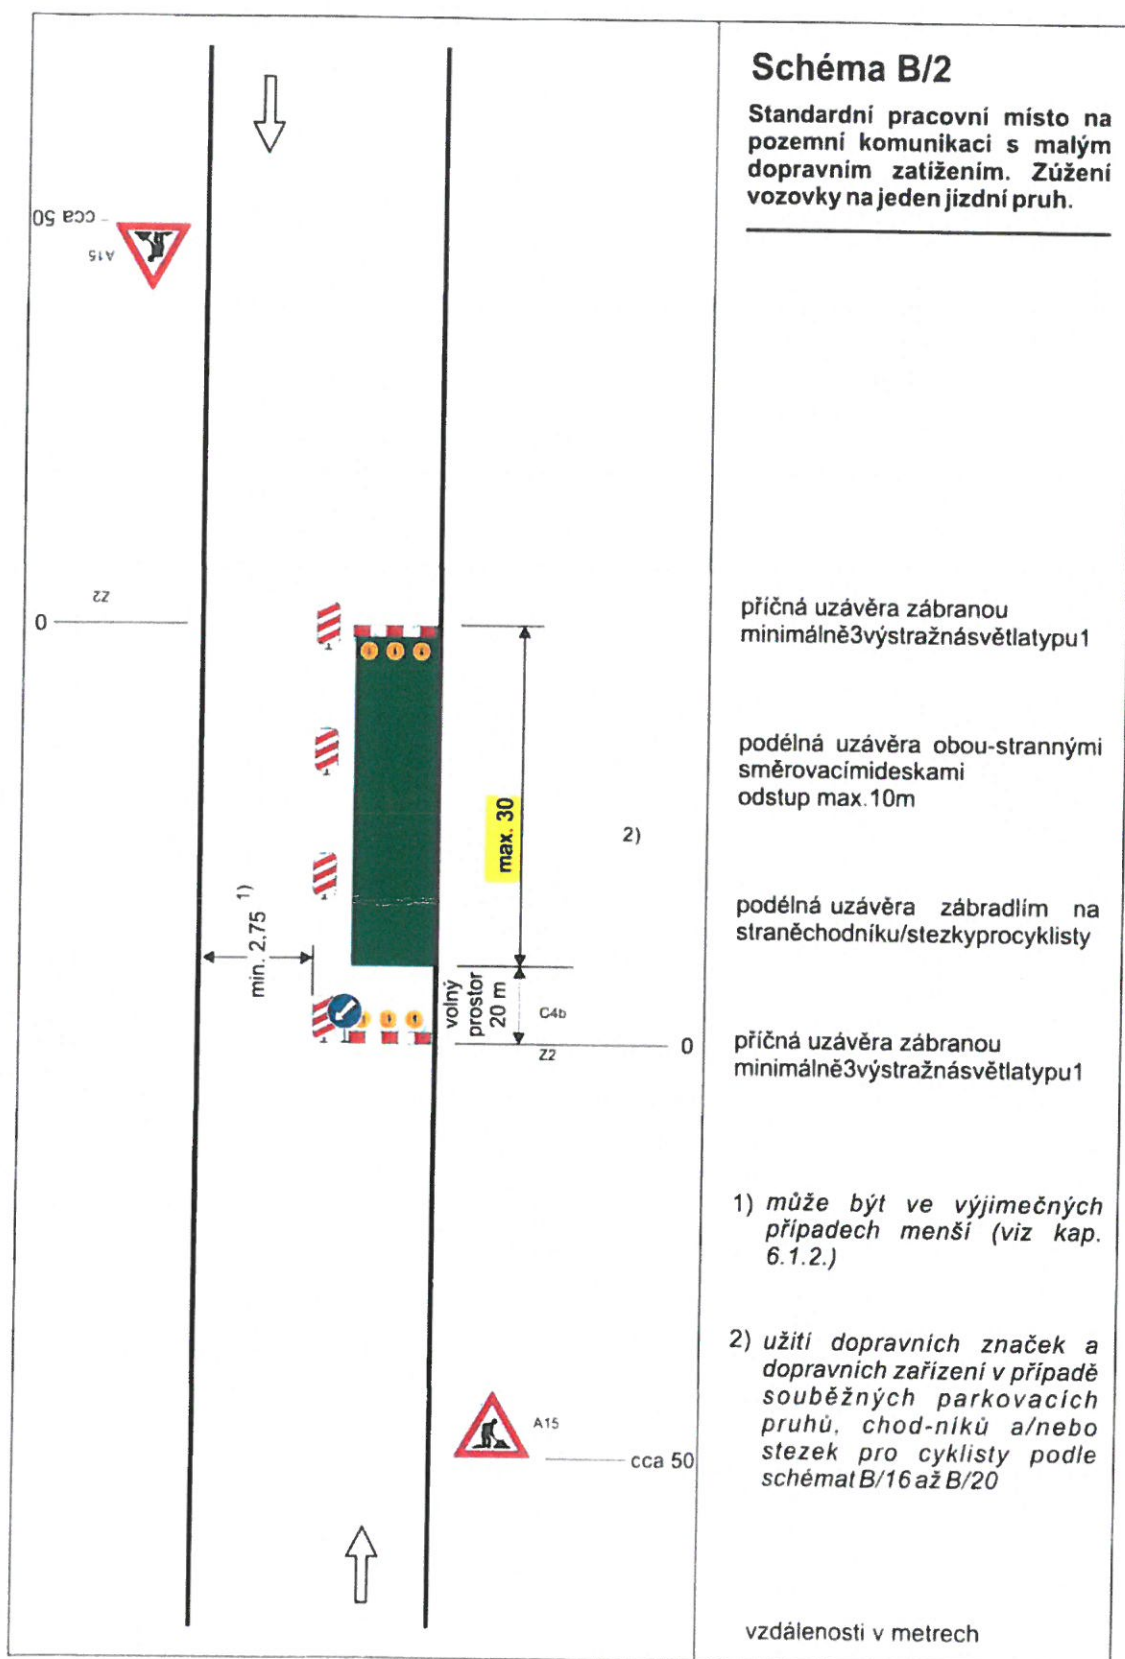 Schéma B/2
Standardní pracovní místo na
pozemní komunikaci s malým
dopravním zatížením. Zúžení
vozovky na jeden jízdní pruh.
cca 50
A15
Z2
0
příčná uzávěra zábranou
minimálně3výstražnásvětlatypu1
podélná uzávěra obou-strannými
směrovacímideskami
odstup max.10m
max. 30
2)
podélná uzávěra zábradlím na
straněchodníku/stezkyprocyklisty
min. 2,75 1)
volný
prostor
20 m
C4b
Z2
0
příčná uzávěra zábranou
minimálně3výstražnásvětlatypu1
1) může být ve výjimečných
případech menší (viz kap.
6.1.2.)
2) užití dopravních značek a
dopravních zařízení v případě
souběžných parkovacích
pruhů, chod-níků a/nebo
stezek pro cyklisty podle
schémat B/16 až B/20
A15
cca 50
vzdálenosti v metrech